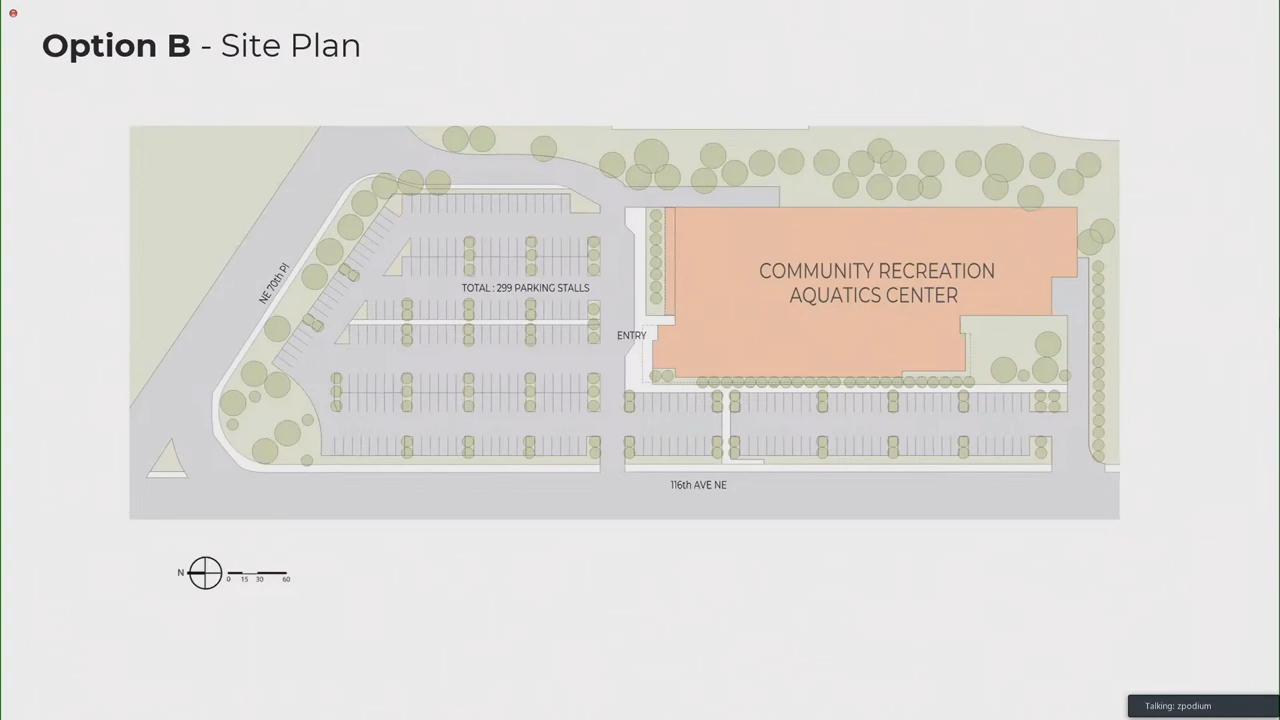 Option B - Site Plan
NE 70th Pl
TOTAL : 299 PARKING STALLS
COMMUNITY RECREATION
AQUATICS CENTER
ENTRY
116th AVE NE
N
0 15 30 60
Talking: zpodium